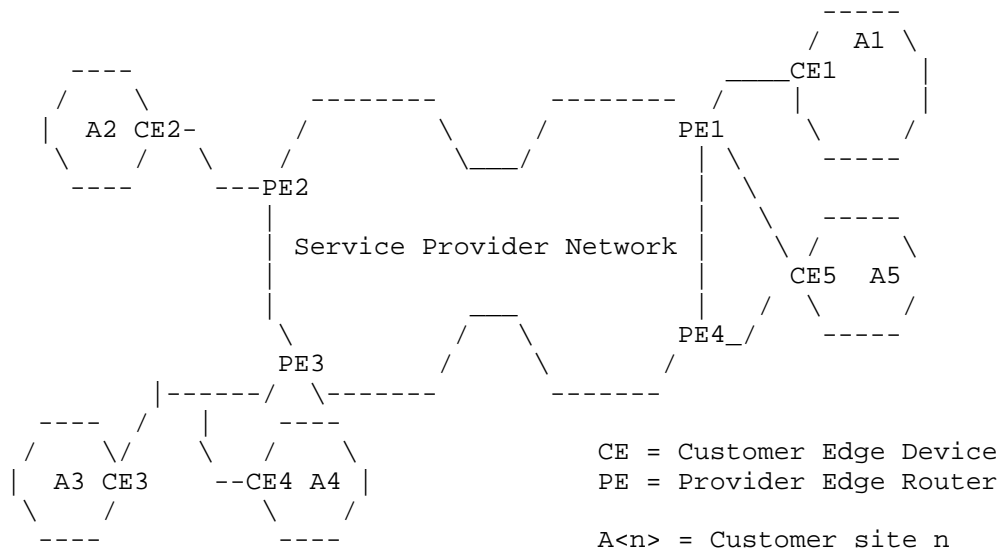 A1
CE1
A2 CE2
PE1
PE2
Service Provider Network
CE5 A5
PE4
PE3
CE = Customer Edge Device
A3 CE3 CE4 A4 PE = Provider Edge Router
A<n> = Customer site n